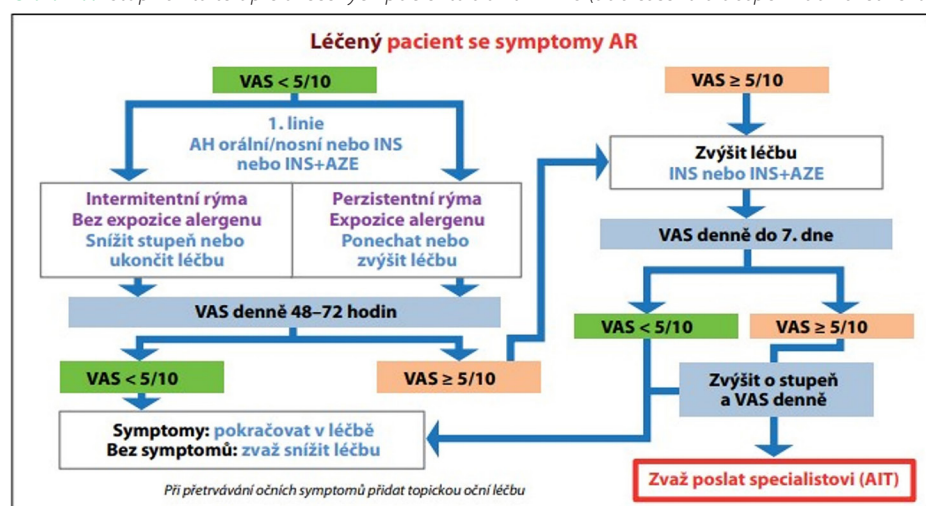 Léčený pacient se symptomy AR
VAS < 5/10
1. linie
AH orální/nosní nebo INS
nebo INS+AZE
Intermitentní rýma
Bez expozice alergenu
Snížit stupeň nebo
ukončit léčbu
Perzistentní rýma
Expozice alergenu
Ponechat nebo
zvýšit léčbu
VAS denně 48–72 hodin
VAS < 5/10
VAS ≥ 5/10
Symptomy: pokračovat v léčbě
Bez symptomů: zvaž snížit léčbu
Při přetrvávání očních symptomů přidat topickou oční léčbu
VAS ≥ 5/10
Zvýšit léčbu
INS nebo INS+AZE
VAS denně do 7. dne
VAS < 5/10
VAS ≥ 5/10
Zvýšit o stupeň
a VAS denně
Zvaž poslat specialistovi (AIT)